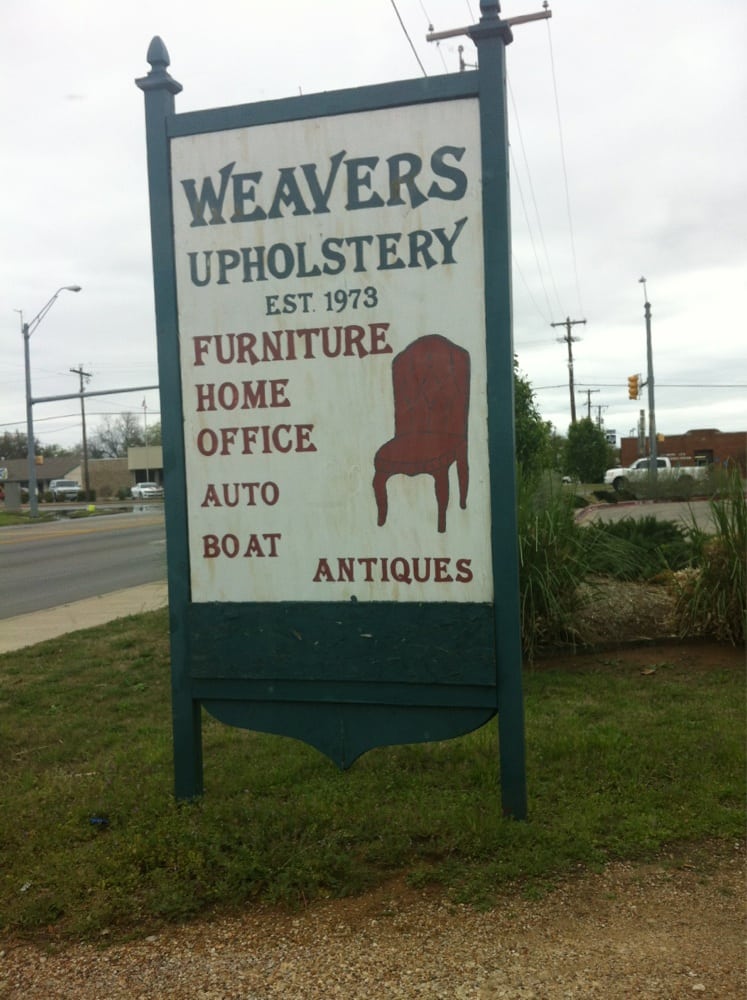 WEAVERS
UPHOLSTERY
EST. 1973
FURNITURE
HOME
OFFICE
AUTO
BOAT
ANTIQUES